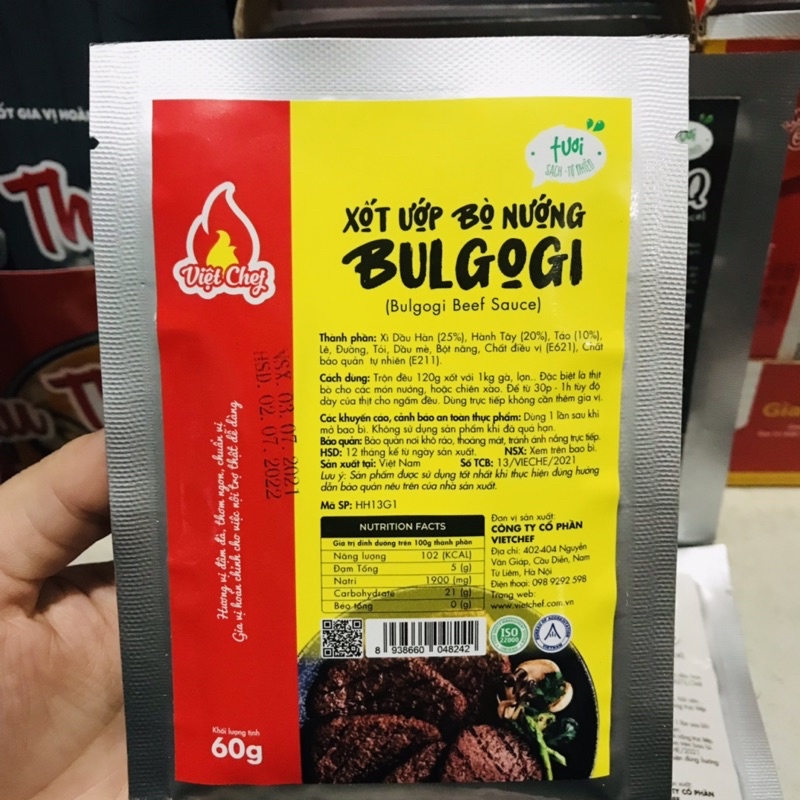 ỐT GIA VỊ HOÀN
tươi
SẠCH - TỰ NHIÊN
Việt Chef
XỐT ƯỚP BÒ NƯỚNG
BULGOGI
(Bulgogi Beef Sauce)
Thành phần: Xì Dầu Hàn (25%), Hành Tây (20%), Táo (10%),
Lê, Đường, Tỏi, Dầu mè, Bột năng, Chất điều vị (E621), Chất
bảo quản tự nhiên (E211).
Cách dùng: Trộn đều 120g xốt với 1kg gà, lợn... Đặc biệt là thịt
bò cho các món nướng, hoặc chiên xào. Để từ 30p - 1h tùy độ
dày của thịt cho ngấm đều. Dùng trực tiếp không cần thêm gia vị.
Các khuyến cáo, cảnh báo an toàn thực phẩm: Dùng 1 lần sau khi
mở bao bì. Không sử dụng sản phẩm khi đã quá hạn.
Bảo quản: Bảo quản nơi khô ráo, thoáng mát, tránh ánh nắng trực tiếp.
HSD: 12 tháng kể từ ngày sản xuất. NSX: Xem trên bao bì.
Sản xuất tại: Việt Nam Số TCB: 13/VIECHE/2021
Lưu ý: Sản phẩm được sử dụng tốt nhất khi thực hiện đúng hướng
dẫn bảo quản nêu trên của nhà sản xuất.
Mã SP: HH13G1
NUTRITION FACTS
Giá trị dinh dưỡng trên 100g thành phần
Năng lượng 102 (KCAL)
Đạm Tổng 5 (g)
Natri 1900 (mg)
Carbohydrate 21 (g)
Béo tổng 0 (g)
Đơn vị sản xuất:
CÔNG TY CỔ PHẦN
VIETCHEF
Địa chỉ: 402-404 Nguyễn
Văn Giáp, Cầu Diễn, Nam
Từ Liêm, Hà Nội
Điện thoại: 098 9292 598
Trang web:
www.vietchef.com.vn
8 938660 048242
ISO
22000
BUREAU OF ACCREDITATION
VIETNAM
VSX. 03. 07. 2021
HSD. 02. 07. 2022
Hương vị đậm đà, thơm ngon, chuẩn vị
Gia vị hoàn chỉnh cho việc nội trợ thật dễ dàng
Khối lượng tịnh
60g